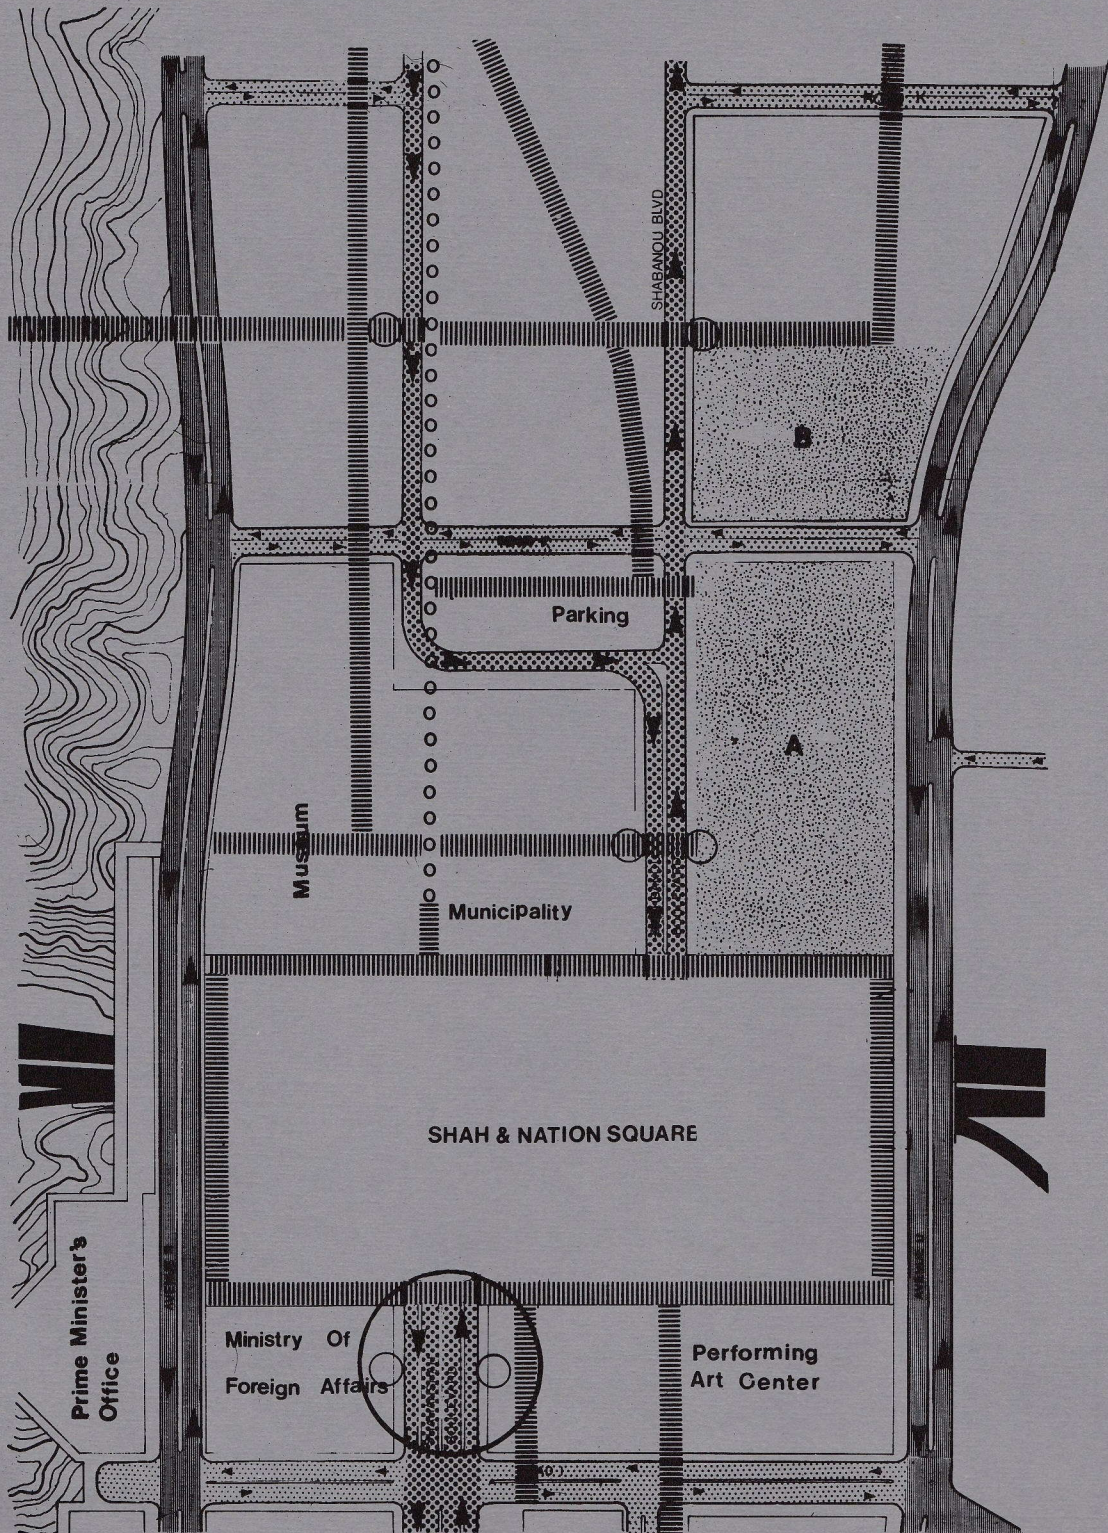 SHABANOU BLVD
B
Parking
A
Museum
Municipality
SHAH & NATION SQUARE
Prime Minister's
Office
Ministry Of
Foreign Affairs
Performing
Art Center